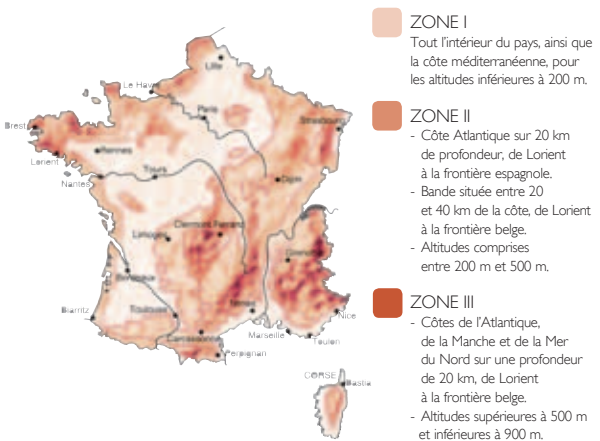 Lille
Le Havre
Paris
Strasbourg
Brest
Rennes
Lorient
Tours
Nantes
Dijon
Clermont Ferrand
Limoges
Grenoble
Bordeaux
Biarritz
Toulouse
Nîmes
Nice
Carcassonne
Marseille
Toulon
Perpignan
CORSE
Bastia
ZONE I
Tout l'intérieur du pays, ainsi que
la côte méditerranéenne, pour
les altitudes inférieures à 200 m.
ZONE II
- Côte Atlantique sur 20 km
de profondeur, de Lorient
à la frontière espagnole.
- Bande située entre 20
et 40 km de la côte, de Lorient
à la frontière belge.
- Altitudes comprises
entre 200 m et 500 m.
ZONE III
- Côtes de l'Atlantique,
de la Manche et de la Mer
du Nord sur une profondeur
de 20 km, de Lorient
à la frontière belge.
- Altitudes supérieures à 500 m
et inférieures à 900 m.